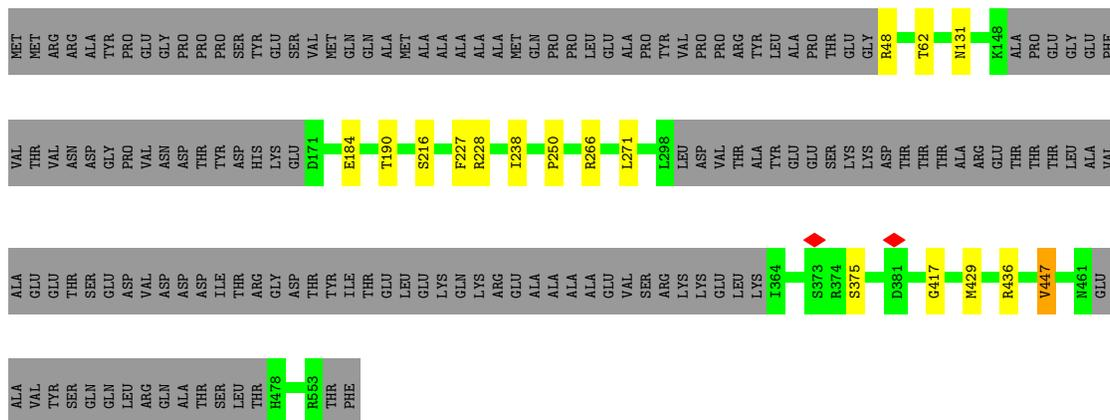 MET MET ARG ARG ALA TYR PRO GLU GLY PRO PRO PRO SER TYR GLU SER VAL MET GLN GLN ALA MET ALA ALA ALA ALA ALA MET GLN PRO PRO LEU GLU ALA PRO TYR VAL PRO PRO ARG TYR LEU ALA PRO THR GLU GLY R48 T62 N131 K148 ALA PRO GLU GLY GLU PHE
VAL THR VAL ASN ASP GLY PRO VAL ASN ASP THR TYR ASP HIS LYS GLU D171 E184 T190 S216 F227 R228 I238 P250 R266 L271 L298 LEU ASP VAL THR ALA TYR GLU GLU SER LYS LYS ASP THR THR THR ALA ARG GLU THR THR THR LEU ALA VAL
ALA GLU GLU THR SER GLU ASP VAL ASP ASP ASP ILE THR ARG GLY ASP THR TYR ILE THR GLU LEU GLU LYS GLN LYS ARG GLU ALA ALA ALA ALA GLU VAL SER ARG LYS LYS GLU LEU LYS I364 S373 R374 S375 D381 G417 M429 R436 V447 N461 GLU
ALA VAL TYR SER GLN GLN LEU ARG GLN ALA THR SER LEU THR H478 R553 THR PHE